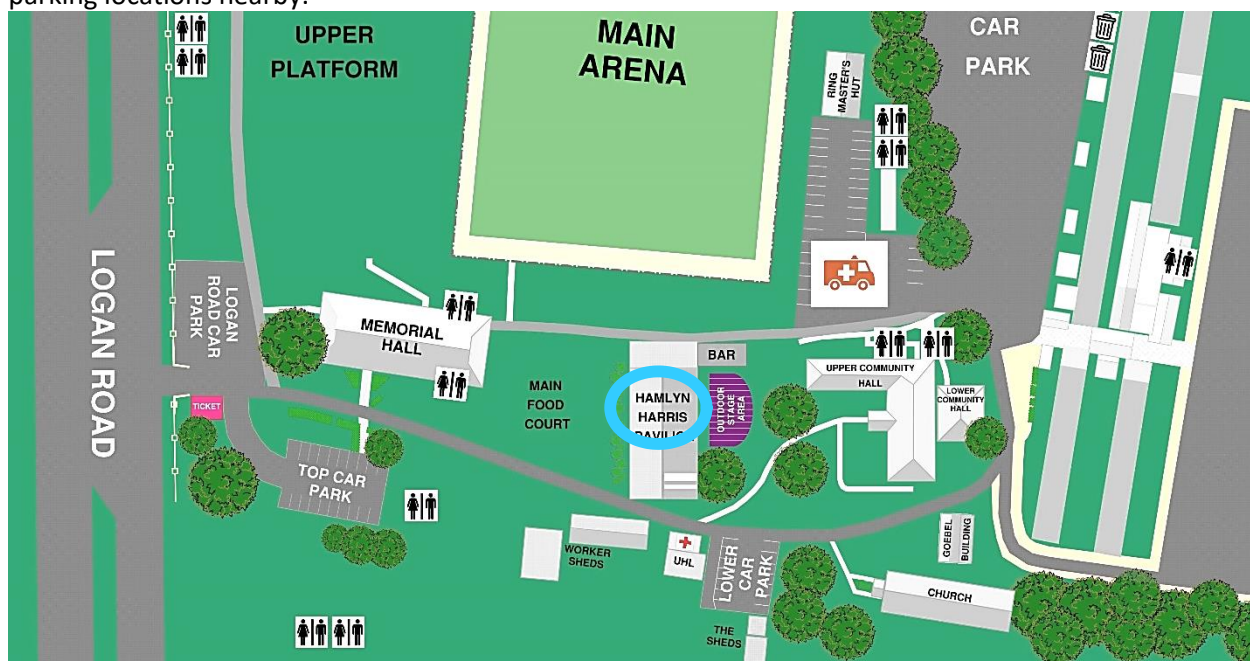 parking locations nearby.
UPPER
PLATFORM
MAIN
ARENA
CAR
PARK
RING
MASTER'S
HUT
LOGAN ROAD
LOGAN
ROAD CAR
PARK
MEMORIAL
HALL
BAR
UPPER COMMUNITY
HALL
LOWER
COMMUNITY
HALL
MAIN
FOOD
COURT
HAMLYN
HARRIS
PAVILION
OUTDOOR
STAGE
AREA
TICKET
TOP CAR
PARK
WORKER
SHEDS
UHL
LOWER
CAR
PARK
GOEBEL
BUILDING
CHURCH
THE
SHEDS